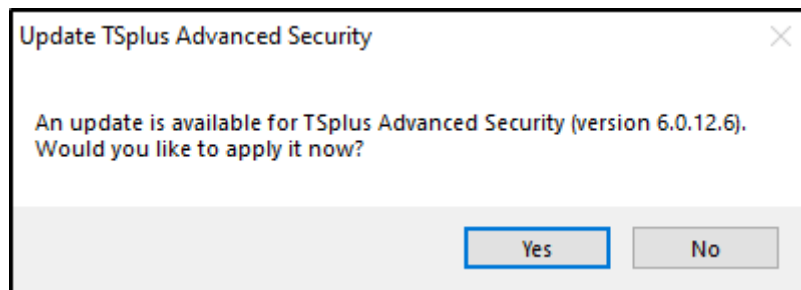 Update TSplus Advanced Security
An update is available for TSplus Advanced Security (version 6.0.12.6).
Would you like to apply it now?
Yes
No